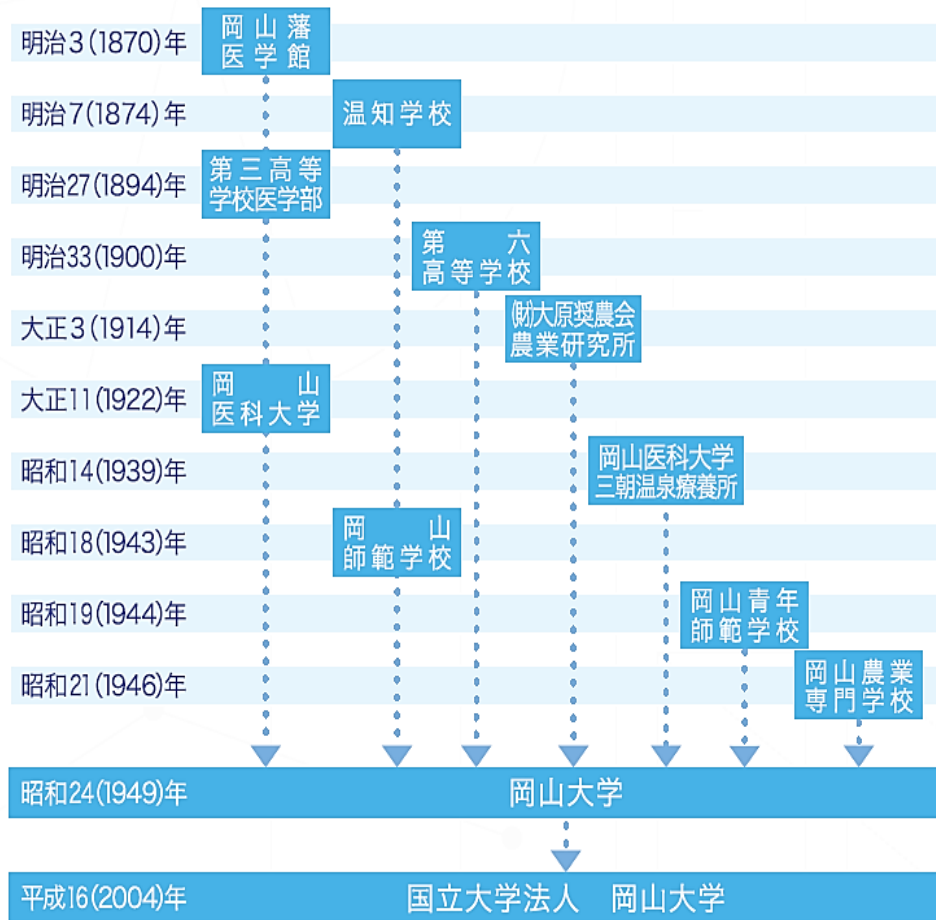 明治3(1870)年
岡山藩
医学館
明治7(1874)年
温知学校
明治27(1894)年
第三高等
学校医学部
明治33(1900)年
第六
高等学校
大正3(1914)年
(財)大原奨農会
農業研究所
大正11(1922)年
岡山
医科大学
昭和14(1939)年
岡山医科大学
三朝温泉療養所
昭和18(1943)年
岡山
師範学校
昭和19(1944)年
岡山青年
師範学校
昭和21(1946)年
岡山農業
専門学校
昭和24(1949)年
岡山大学
平成16(2004)年
国立大学法人 岡山大学